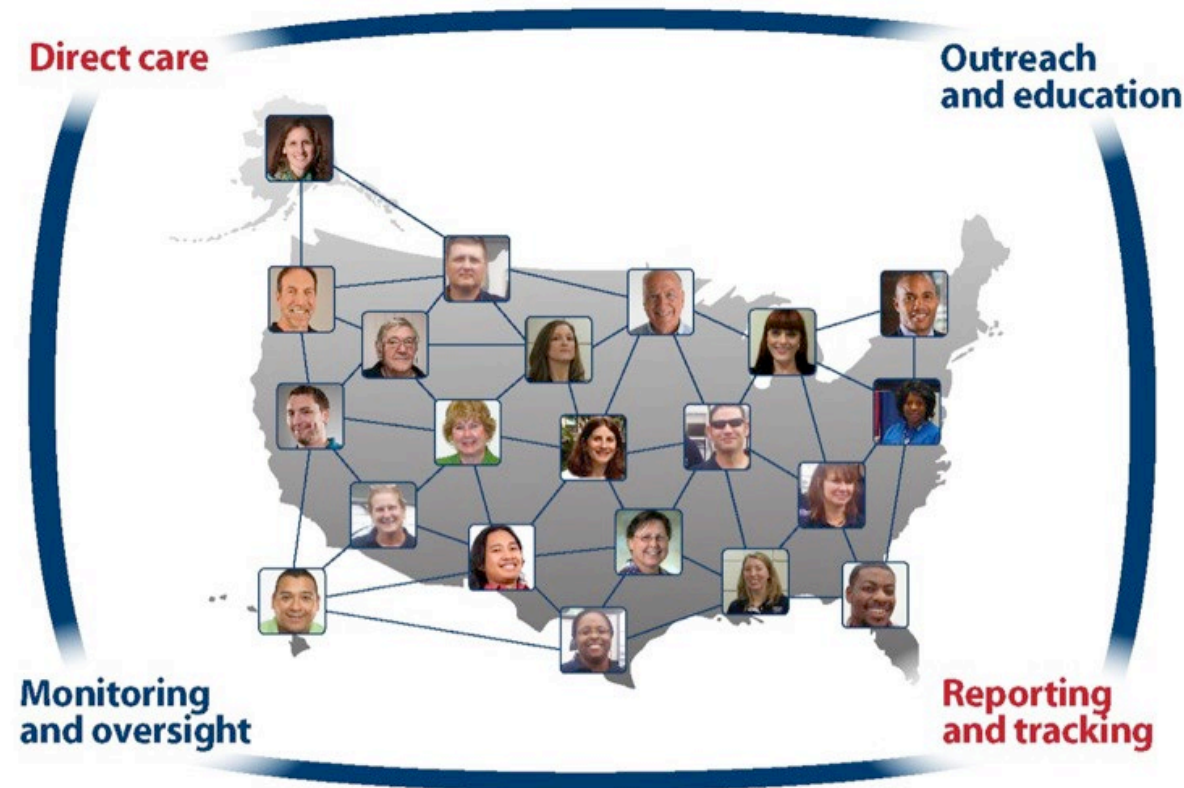 Direct care
Outreach
and education
Monitoring
and oversight
Reporting
and tracking